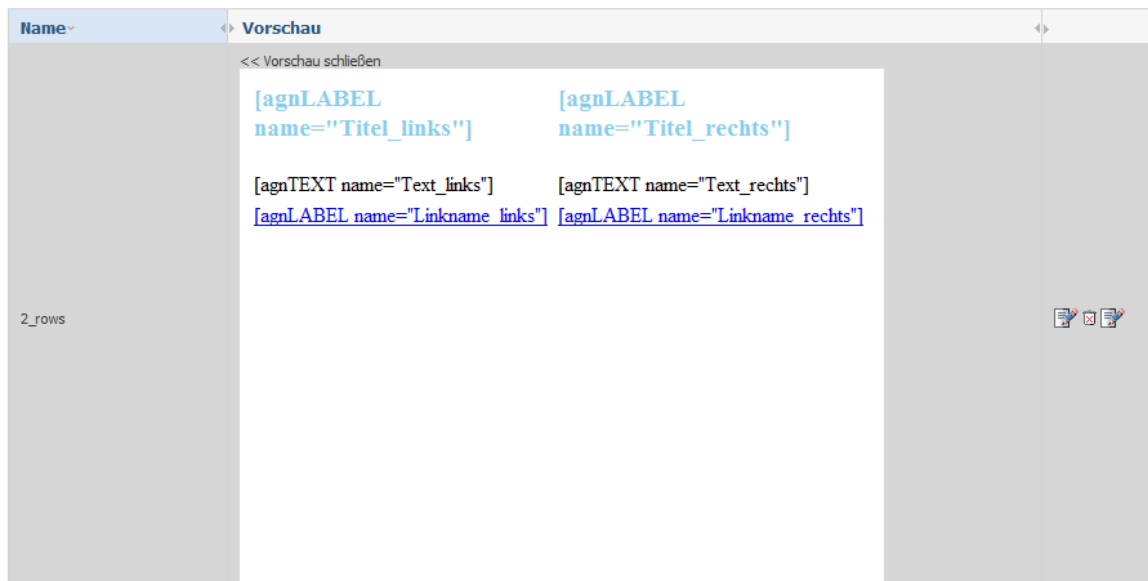 Name Vorschau
<< Vorschau schließen
[agnLABEL [agnLABEL
name="Titel_links"] name="Titel_rechts"]
[agnTEXT name="Text_links"] [agnTEXT name="Text_rechts"]
[agnLABEL name="Linkname_links"] [agnLABEL name="Linkname_rechts"]
2_rows